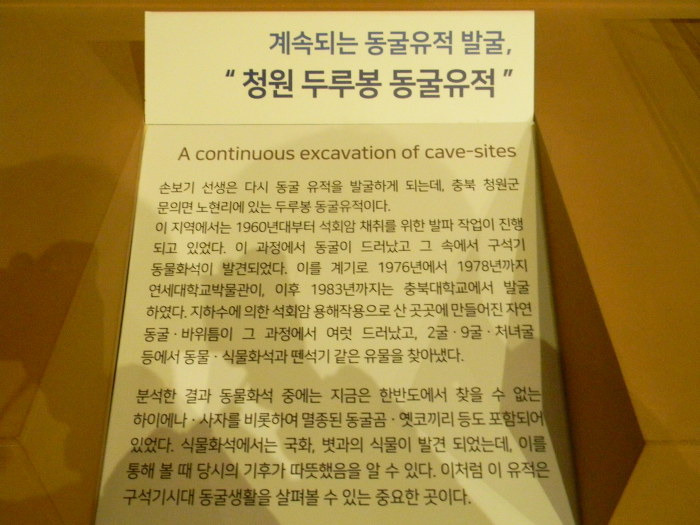 계속되는 동굴유적 발굴,
“ 청원 두루봉 동굴유적 ”
A continuous excavation of cave-sites
손보기 선생은 다시 동굴 유적을 발굴하게 되는데, 충북 청원군
문의면 노현리에 있는 두루봉 동굴유적이다.
이 지역에서는 1960년대부터 석회암 채취를 위한 발파 작업이 진행
되고 있었다. 이 과정에서 동굴이 드러났고 그 속에서 구석기
동물화석이 발견되었다. 이를 계기로 1976년에서 1978년까지
연세대학교박물관이, 이후 1983년까지는 충북대학교에서 발굴
하였다. 지하수에 의한 석회암 용해작용으로 산 곳곳에 만들어진 자연
동굴 · 바위틈이 그 과정에서 여럿 드러났고, 2굴 · 9굴 · 처녀굴
등에서 동물 · 식물화석과 뗀석기 같은 유물을 찾아냈다.
분석한 결과 동물화석 중에는 지금은 한반도에서 찾을 수 없는
하이에나 · 사자를 비롯하여 멸종된 동굴곰 · 옛코끼리 등도 포함되어
있었다. 식물화석에서는 국화, 볏과의 식물이 발견 되었는데, 이를
통해 볼 때 당시의 기후가 따뜻했음을 알 수 있다. 이처럼 이 유적은
구석기시대 동굴생활을 살펴볼 수 있는 중요한 곳이다.